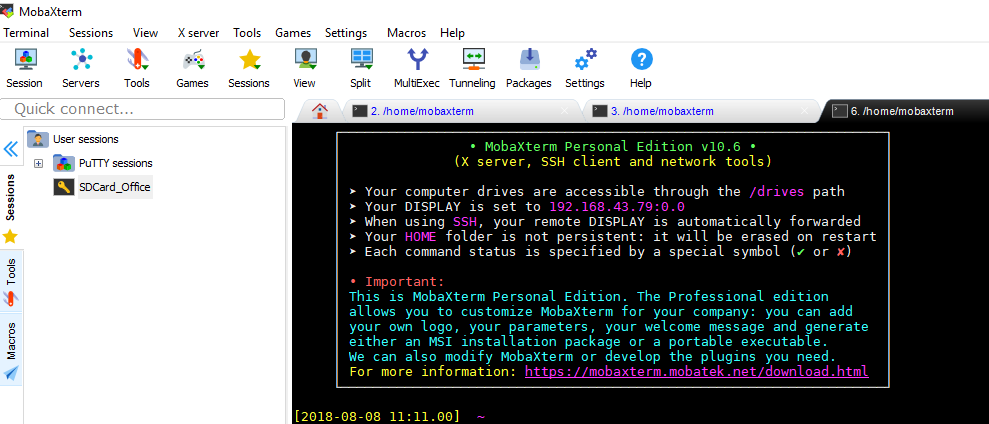 MobaXterm
Terminal Sessions View X server Tools Games Settings Macros Help
Session Servers Tools Games Sessions View Split MultiExec Tunneling Packages Settings Help
Quick connect...
2. /home/mobaxterm
3. /home/mobaxterm
6. /home/mobaxterm
User sessions
PuTTY sessions
SDCard_Office
Sessions
Tools
Macros
• MobaXterm Personal Edition v10.6 •
(X server, SSH client and network tools)
➤ Your computer drives are accessible through the /drives path
➤ Your DISPLAY is set to 192.168.43.79:0.0
➤ When using SSH, your remote DISPLAY is automatically forwarded
➤ Your HOME folder is not persistent: it will be erased on restart
➤ Each command status is specified by a special symbol (✔ or ✘)
• Important:
This is MobaXterm Personal Edition. The Professional edition
allows you to customize MobaXterm for your company: you can add
your own logo, your parameters, your welcome message and generate
either an MSI installation package or a portable executable.
We can also modify MobaXterm or develop the plugins you need.
For more information: https://mobaxterm.mobatek.net/download.html
[2018-08-08 11:11.00] ~